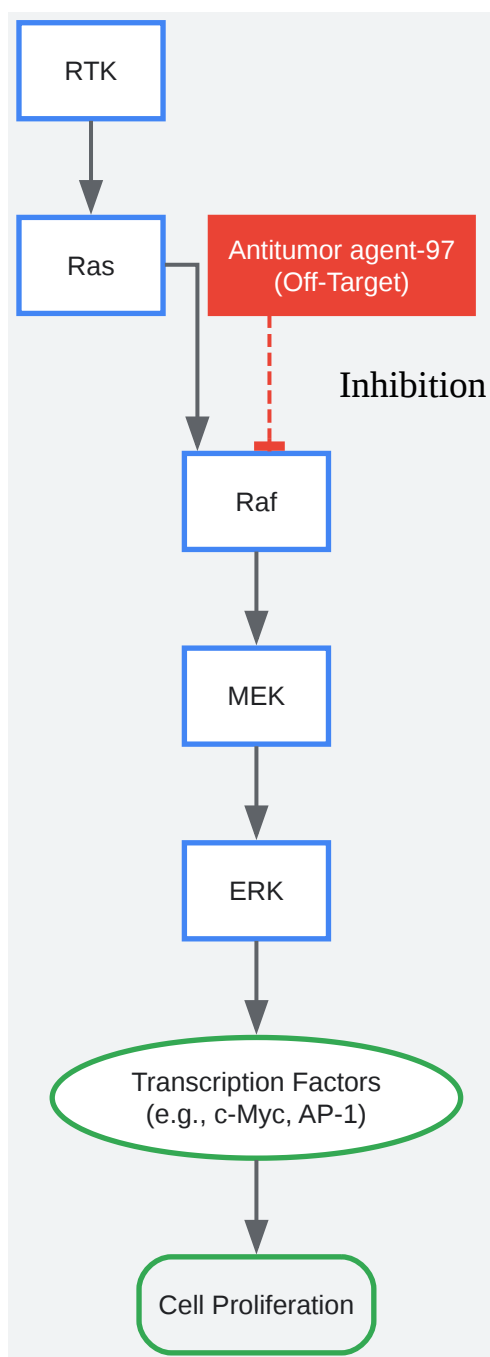 RTK
Ras
Antitumor agent-97
(Off-Target)
Inhibition
Raf
MEK
ERK
Transcription Factors
(e.g., c-Myc, AP-1)
Cell Proliferation